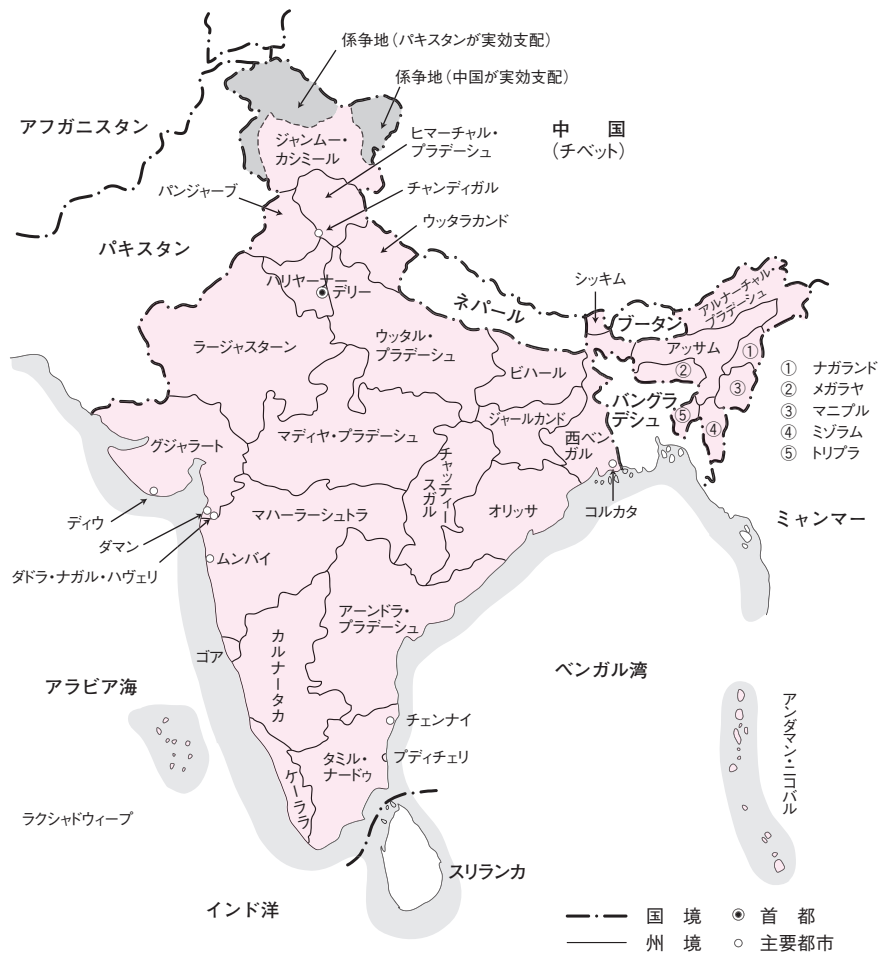 係争地（パキスタンが実効支配）
係争地（中国が実効支配）
アフガニスタン
中　国
（チベット）
ジャンムー・
カシミール
ヒマーチャル・
プラデーシュ
パンジャーブ
チャンディガル
ウッタラカンド
パキスタン
ハリヤーナー
デリー
ネパール
シッキム
ブータン
アルナーチャル・
プラデーシュ
ラージャスターン
ウッタル・
プラデーシュ
アッサム
ビハール
①
②
③
④
⑤
① ナガランド
② メガラヤ
③ マニプル
④ ミゾラム
⑤ トリプラ
バングラ
デシュ
グジャラート
マディヤ・プラデーシュ
ジャールカンド
西ベン
ガル
チャッティー
スガル
オリッサ
コルカタ
ディウ
ダマン
ダドラ・ナガル・ハヴェリ
マハーラーシュトラ
ミャンマー
ムンバイ
アーンドラ・
プラデーシュ
ゴア
カルナータカ
アラビア海
ベンガル湾
チェンナイ
プディチェリ
タミル・
ナードゥ
ケーララ
アンダマン・ニコバル
ラクシャドウィープ
スリランカ
インド洋
国　境
首　都
州　境
主要都市